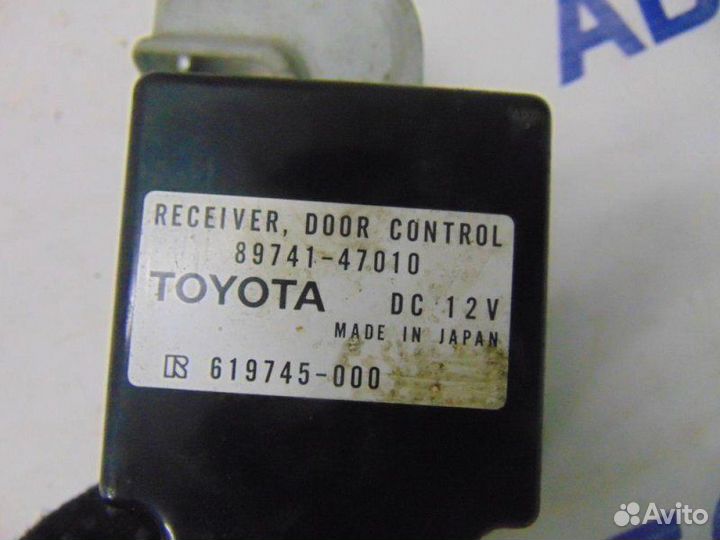 RECEIVER, DOOR CONTROL
89741-47010
TOYOTA DC 12V
MADE IN JAPAN
R 619745-000
Avito